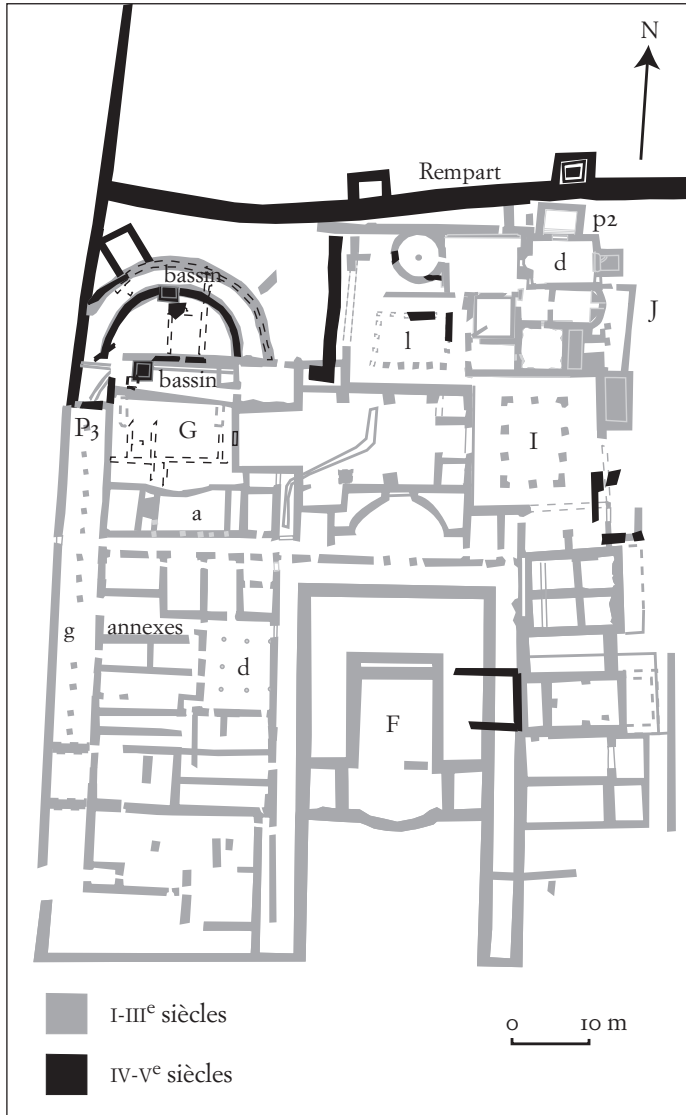 N
Rempart
p2
bassin
d
J
l
bassin
P3
G
I
a
g
annexes
d
F
I-IIIe siècles
IV-Ve siècles
0 10 m